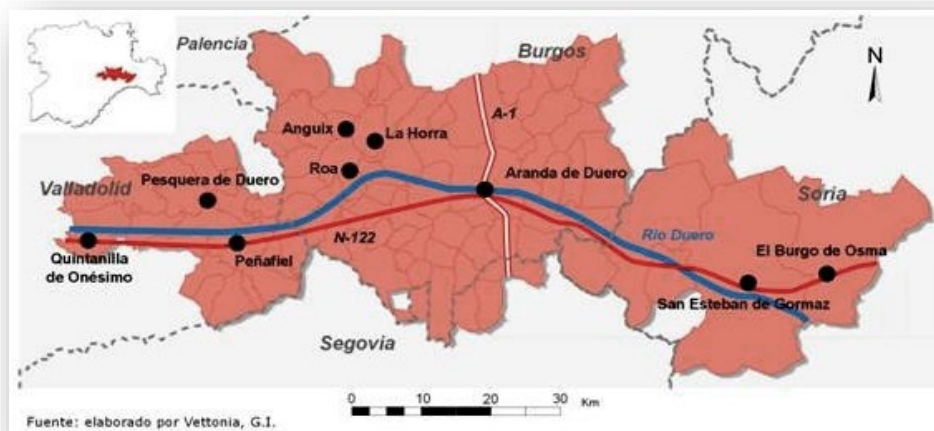 Palencia
Burgos
N
A-1
Anguix
La Horra
Roa
Aranda de Duero
Valladolid
Pesquera de Duero
Soria
N-122
Río Duero
El Burgo de Osma
Quintanilla
de Onésimo
Peñafiel
San Esteban de Gormaz
Segovia
0 10 20 30 Km
Fuente: elaborado por Vettonia, G.I.